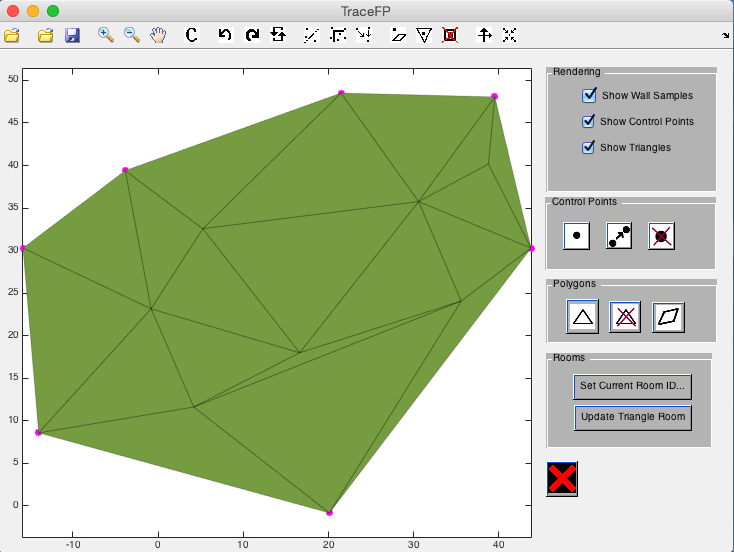 TraceFP
C
Rendering
Show Wall Samples
Show Control Points
Show Triangles
Control Points
Polygons
Rooms
Set Current Room ID...
Update Triangle Room
50
45
40
35
30
25
20
15
10
5
0
-10
0
10
20
30
40